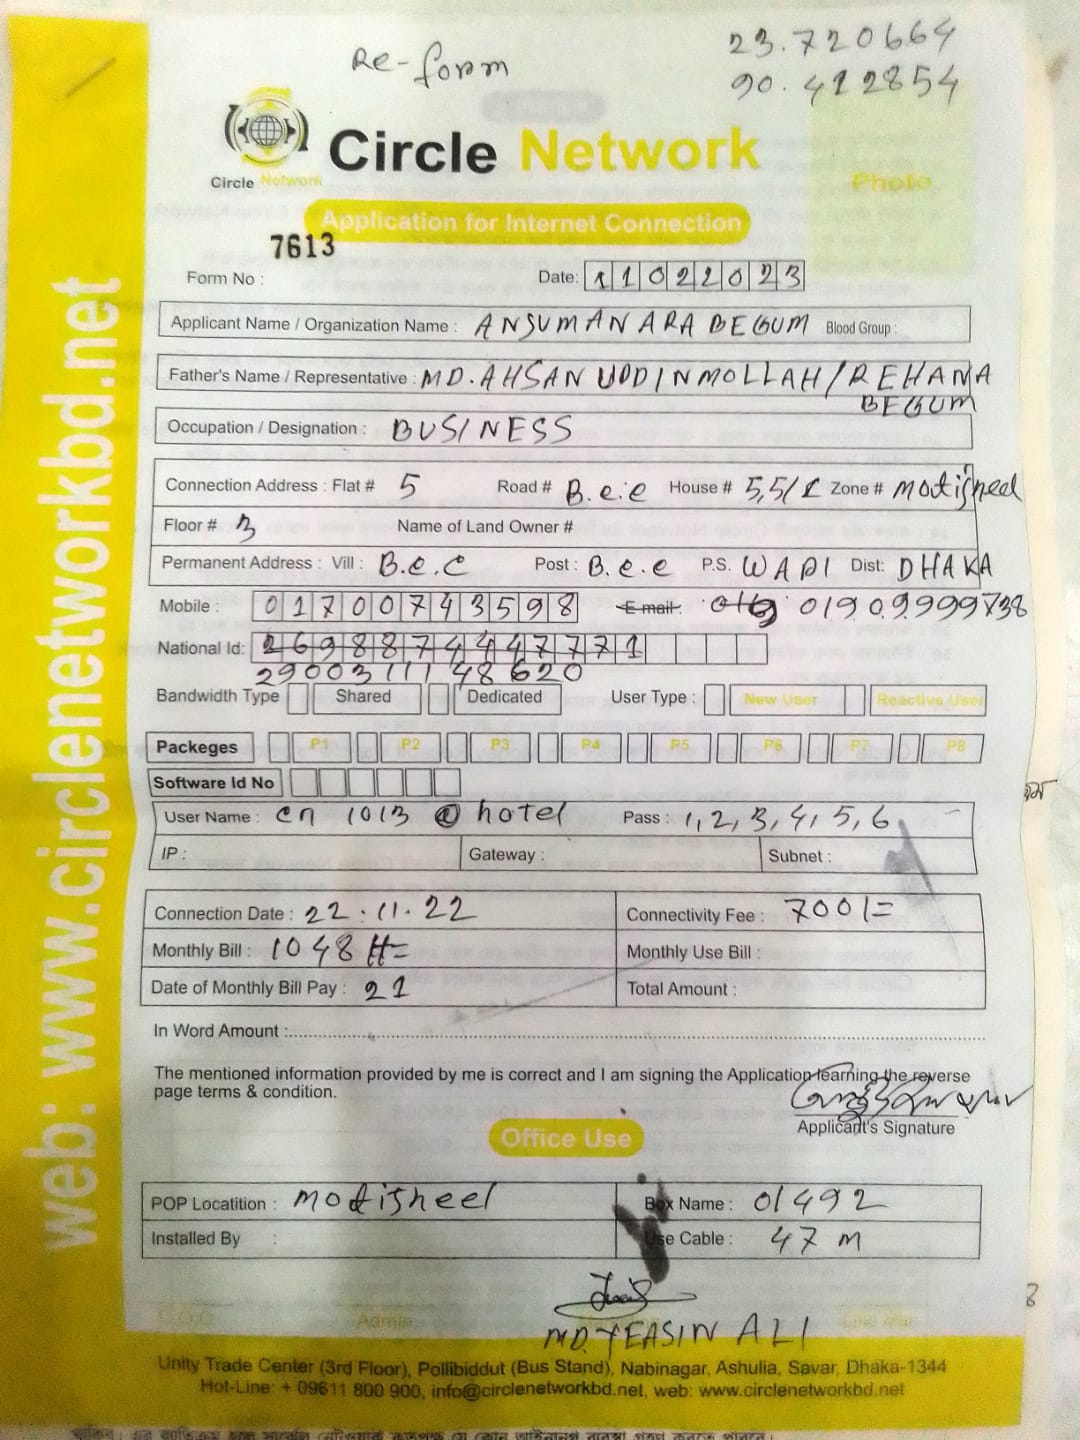 Re-form
23.720664
90.412854
Circle Network
Circle Network
Photo
Application for Internet Connection
7613
Form No :
Date: 11022023
Applicant Name / Organization Name : ANSUMAN ARA BEGUM Blood Group :
Father's Name / Representative : MD. AHSAN UDDIN MOLLAH / REHANA
BEGUM
Occupation / Designation : BUSINESS
Connection Address : Flat # 5 Road # B.e.e House # 5,5/1 Zone # Motijheel
Floor # 3 Name of Land Owner #
Permanent Address : Vill : B.e.c Post : B.e.e P.S. WARI Dist: DHAKA
Mobile : 01700743598 E-mail: 01909999738
National Id: 2698874447771
29003111148620
Bandwidth Type Shared Dedicated User Type : New User Reactive User
Packeges P1 P2 P3 P4 P5 P6 P7 P8
Software Id No
User Name : cn 1013 @ hotel Pass : 1,2,3,4,5,6
IP : Gateway : Subnet :
Connection Date : 22.11.22 Connectivity Fee : 700/=
Monthly Bill : 1048 Monthly Use Bill :
Date of Monthly Bill Pay : 21 Total Amount :
In Word Amount :
The mentioned information provided by me is correct and I am signing the Application learning the reverse
page terms & condition.
Applicant's Signature
Office Use
POP Locatition : Motijheel Box Name : 01492
Installed By : Use Cable : 47 m
Admin
MD. YEASIN ALI
Unity Trade Center (3rd Floor), Pollibiddut (Bus Stand), Nabinagar, Ashulia, Savar, Dhaka-1344
Hot-Line: + 09611 800 900, info@circlenetworkbd.net, web: www.circlenetworkbd.net
web: www.circlenetworkbd.net